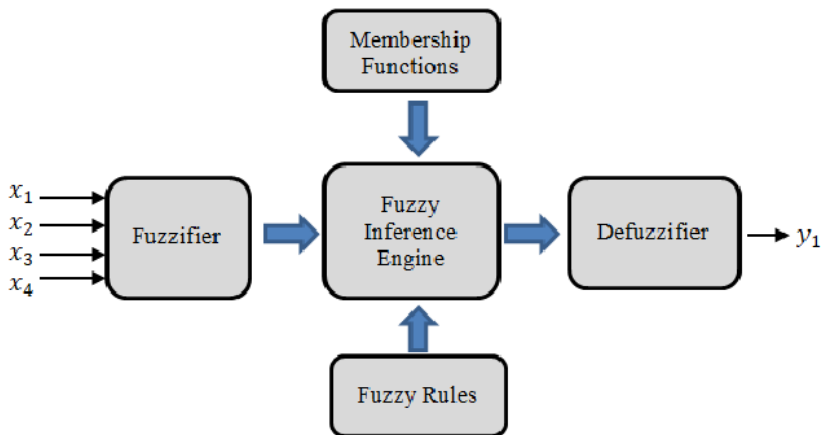 Membership
Functions
x₁
x₂
x₃
x₄
Fuzzifier
Fuzzy
Inference
Engine
Defuzzifier
y₁
Fuzzy Rules